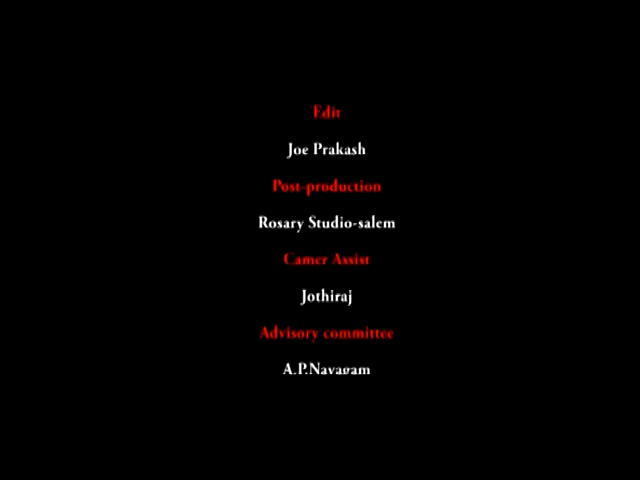 Edit
Joe Prakash
Post-production
Rosary Studio-salem
Camer Assist
Jothiraj
Advisory committee
A.P.Navagam